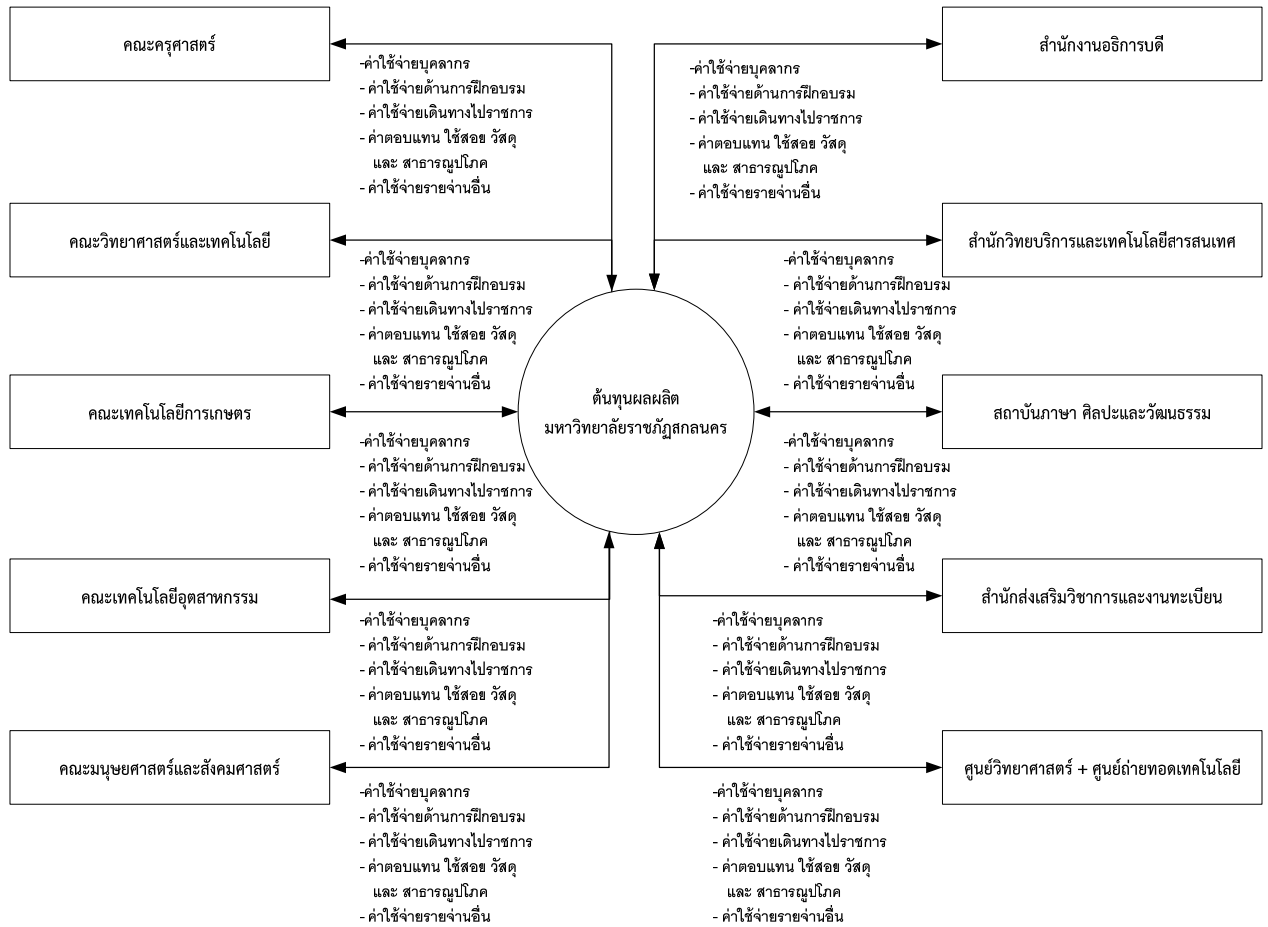 คณะครุศาสตร์
-ค่าใช้จ่ายบุคลากร
- ค่าใช้จ่ายด้านการฝึกอบรม
- ค่าใช้จ่ายเดินทางไปราชการ
- ค่าตอบแทน ใช้สอย วัสดุ
และ สาธารณูปโภค
- ค่าใช้จ่ายรายจ่านอื่น
สำนักงานอธิการบดี
-ค่าใช้จ่ายบุคลากร
- ค่าใช้จ่ายด้านการฝึกอบรม
- ค่าใช้จ่ายเดินทางไปราชการ
- ค่าตอบแทน ใช้สอย วัสดุ
และ สาธารณูปโภค
- ค่าใช้จ่ายรายจ่านอื่น
คณะวิทยาศาสตร์และเทคโนโลยี
-ค่าใช้จ่ายบุคลากร
- ค่าใช้จ่ายด้านการฝึกอบรม
- ค่าใช้จ่ายเดินทางไปราชการ
- ค่าตอบแทน ใช้สอย วัสดุ
และ สาธารณูปโภค
- ค่าใช้จ่ายรายจ่านอื่น
สำนักวิทยบริการและเทคโนโลยีสารสนเทศ
-ค่าใช้จ่ายบุคลากร
- ค่าใช้จ่ายด้านการฝึกอบรม
- ค่าใช้จ่ายเดินทางไปราชการ
- ค่าตอบแทน ใช้สอย วัสดุ
และ สาธารณูปโภค
- ค่าใช้จ่ายรายจ่านอื่น
ต้นทุนผลผลิต
มหาวิทยาลัยราชภัฏสกลนคร
คณะเทคโนโลยีการเกษตร
-ค่าใช้จ่ายบุคลากร
- ค่าใช้จ่ายด้านการฝึกอบรม
- ค่าใช้จ่ายเดินทางไปราชการ
- ค่าตอบแทน ใช้สอย วัสดุ
และ สาธารณูปโภค
- ค่าใช้จ่ายรายจ่านอื่น
สถาบันภาษา ศิลปะและวัฒนธรรม
-ค่าใช้จ่ายบุคลากร
- ค่าใช้จ่ายด้านการฝึกอบรม
- ค่าใช้จ่ายเดินทางไปราชการ
- ค่าตอบแทน ใช้สอย วัสดุ
และ สาธารณูปโภค
- ค่าใช้จ่ายรายจ่านอื่น
คณะเทคโนโลยีอุตสาหกรรม
-ค่าใช้จ่ายบุคลากร
- ค่าใช้จ่ายด้านการฝึกอบรม
- ค่าใช้จ่ายเดินทางไปราชการ
- ค่าตอบแทน ใช้สอย วัสดุ
และ สาธารณูปโภค
- ค่าใช้จ่ายรายจ่านอื่น
สำนักส่งเสริมวิชาการและงานทะเบียน
-ค่าใช้จ่ายบุคลากร
- ค่าใช้จ่ายด้านการฝึกอบรม
- ค่าใช้จ่ายเดินทางไปราชการ
- ค่าตอบแทน ใช้สอย วัสดุ
และ สาธารณูปโภค
- ค่าใช้จ่ายรายจ่านอื่น
คณะมนุษยศาสตร์และสังคมศาสตร์
-ค่าใช้จ่ายบุคลากร
- ค่าใช้จ่ายด้านการฝึกอบรม
- ค่าใช้จ่ายเดินทางไปราชการ
- ค่าตอบแทน ใช้สอย วัสดุ
และ สาธารณูปโภค
- ค่าใช้จ่ายรายจ่านอื่น
ศูนย์วิทยาศาสตร์ + ศูนย์ถ่ายทอดเทคโนโลยี
-ค่าใช้จ่ายบุคลากร
- ค่าใช้จ่ายด้านการฝึกอบรม
- ค่าใช้จ่ายเดินทางไปราชการ
- ค่าตอบแทน ใช้สอย วัสดุ
และ สาธารณูปโภค
- ค่าใช้จ่ายรายจ่านอื่น